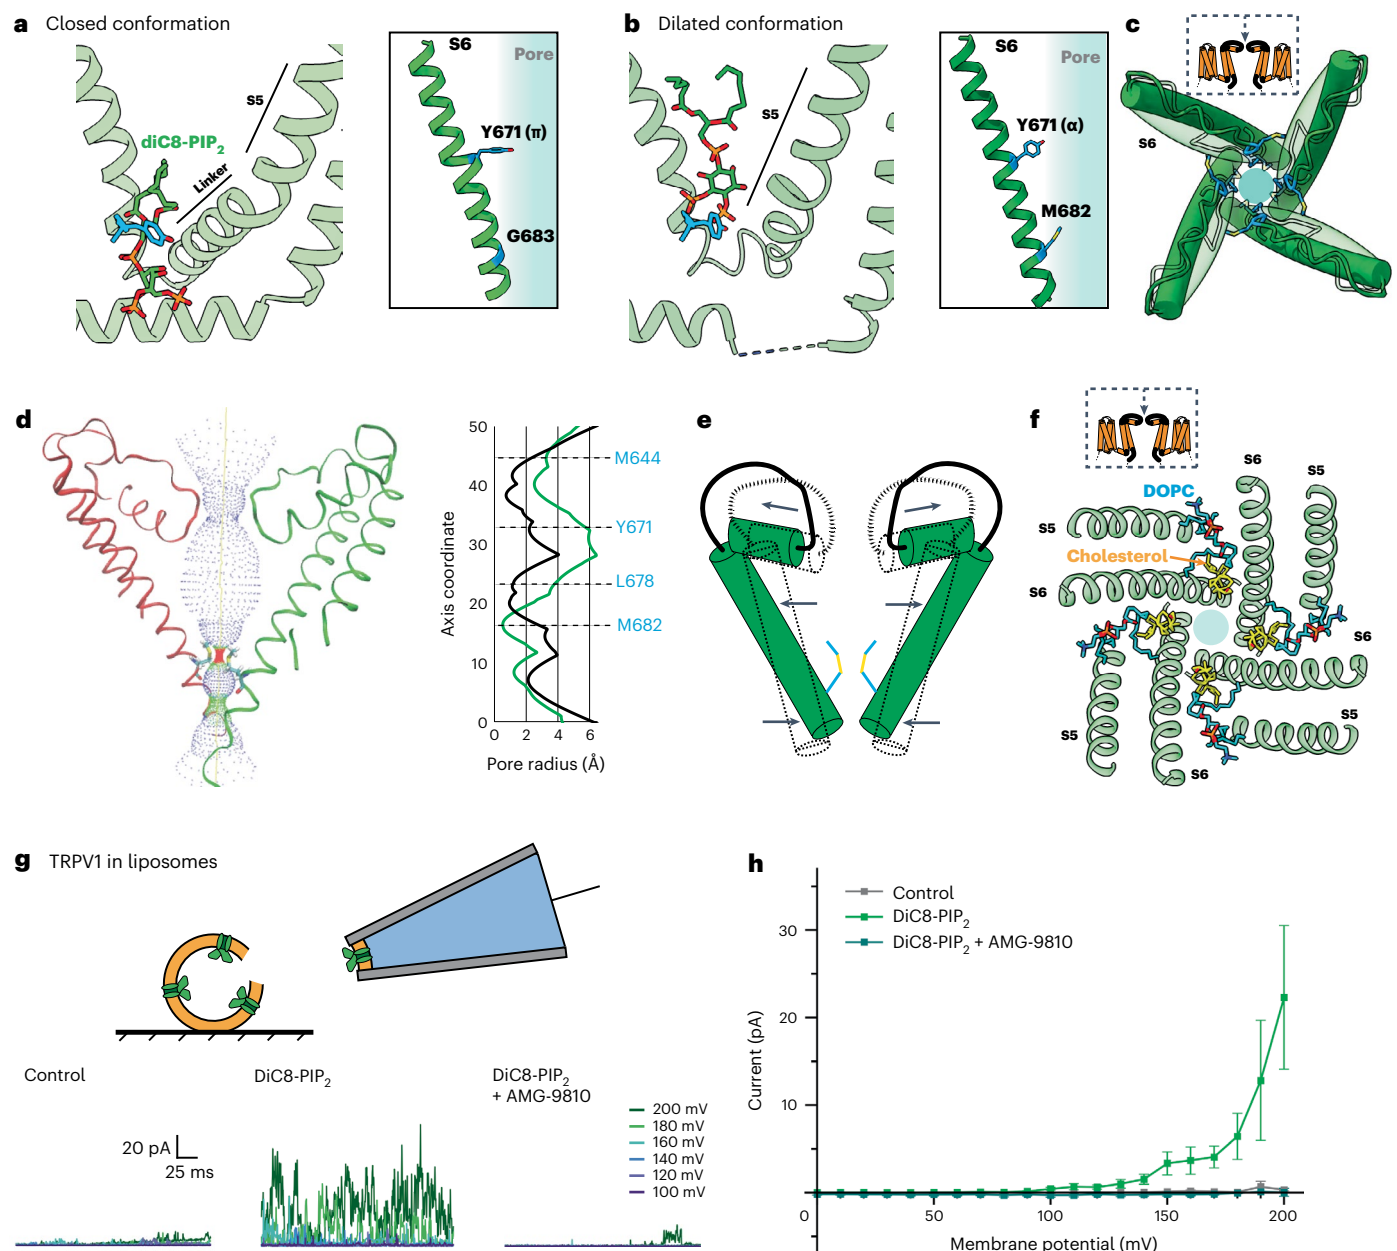 a Closed conformation
S5
diC8-PIP2
Linker
S6
Pore
Y671 (π)
G683
b Dilated conformation
S5
S6
Pore
Y671 (α)
M682
c
S6
d
50
40
30
20
10
0
Axis coordinate
M644
Y671
L678
M682
0 2 4 6
Pore radius (Å)
e
f
S6
S5
DOPC
S5
Cholesterol
S6
S6
S5
S5
S6
g TRPV1 in liposomes
Control
DiC8-PIP2
DiC8-PIP2
+ AMG-9810
20 pA
25 ms
200 mV
180 mV
160 mV
140 mV
120 mV
100 mV
h
Control
DiC8-PIP2
DiC8-PIP2 + AMG-9810
30
20
10
Current (pA)
0 50 100 150 200
Membrane potential (mV)